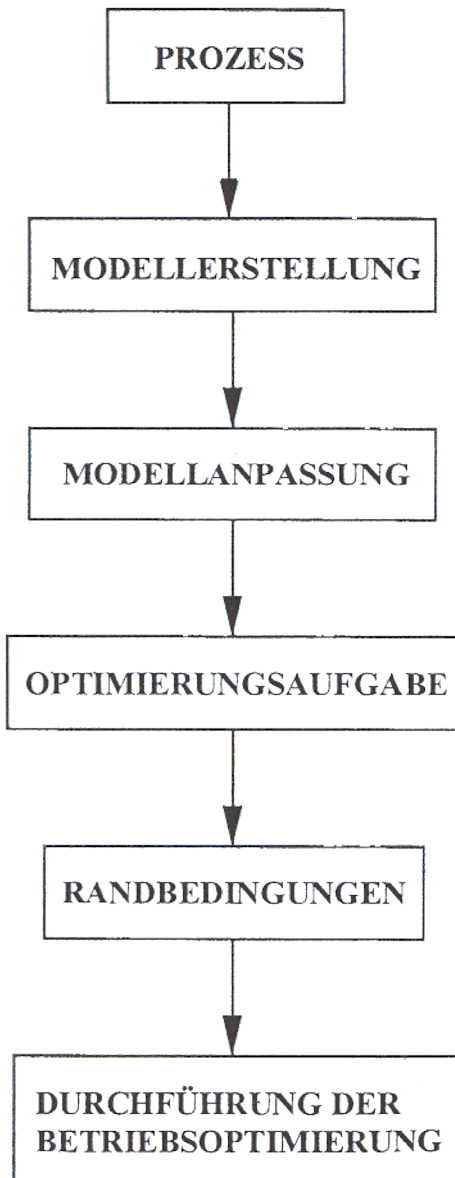 PROZESS
MODELLERSTELLUNG
MODELLANPASSUNG
OPTIMIERUNGSAUFGABE
RANDBEDINGUNGEN
DURCHFÜHRUNG DER
BETRIEBSOPTIMIERUNG